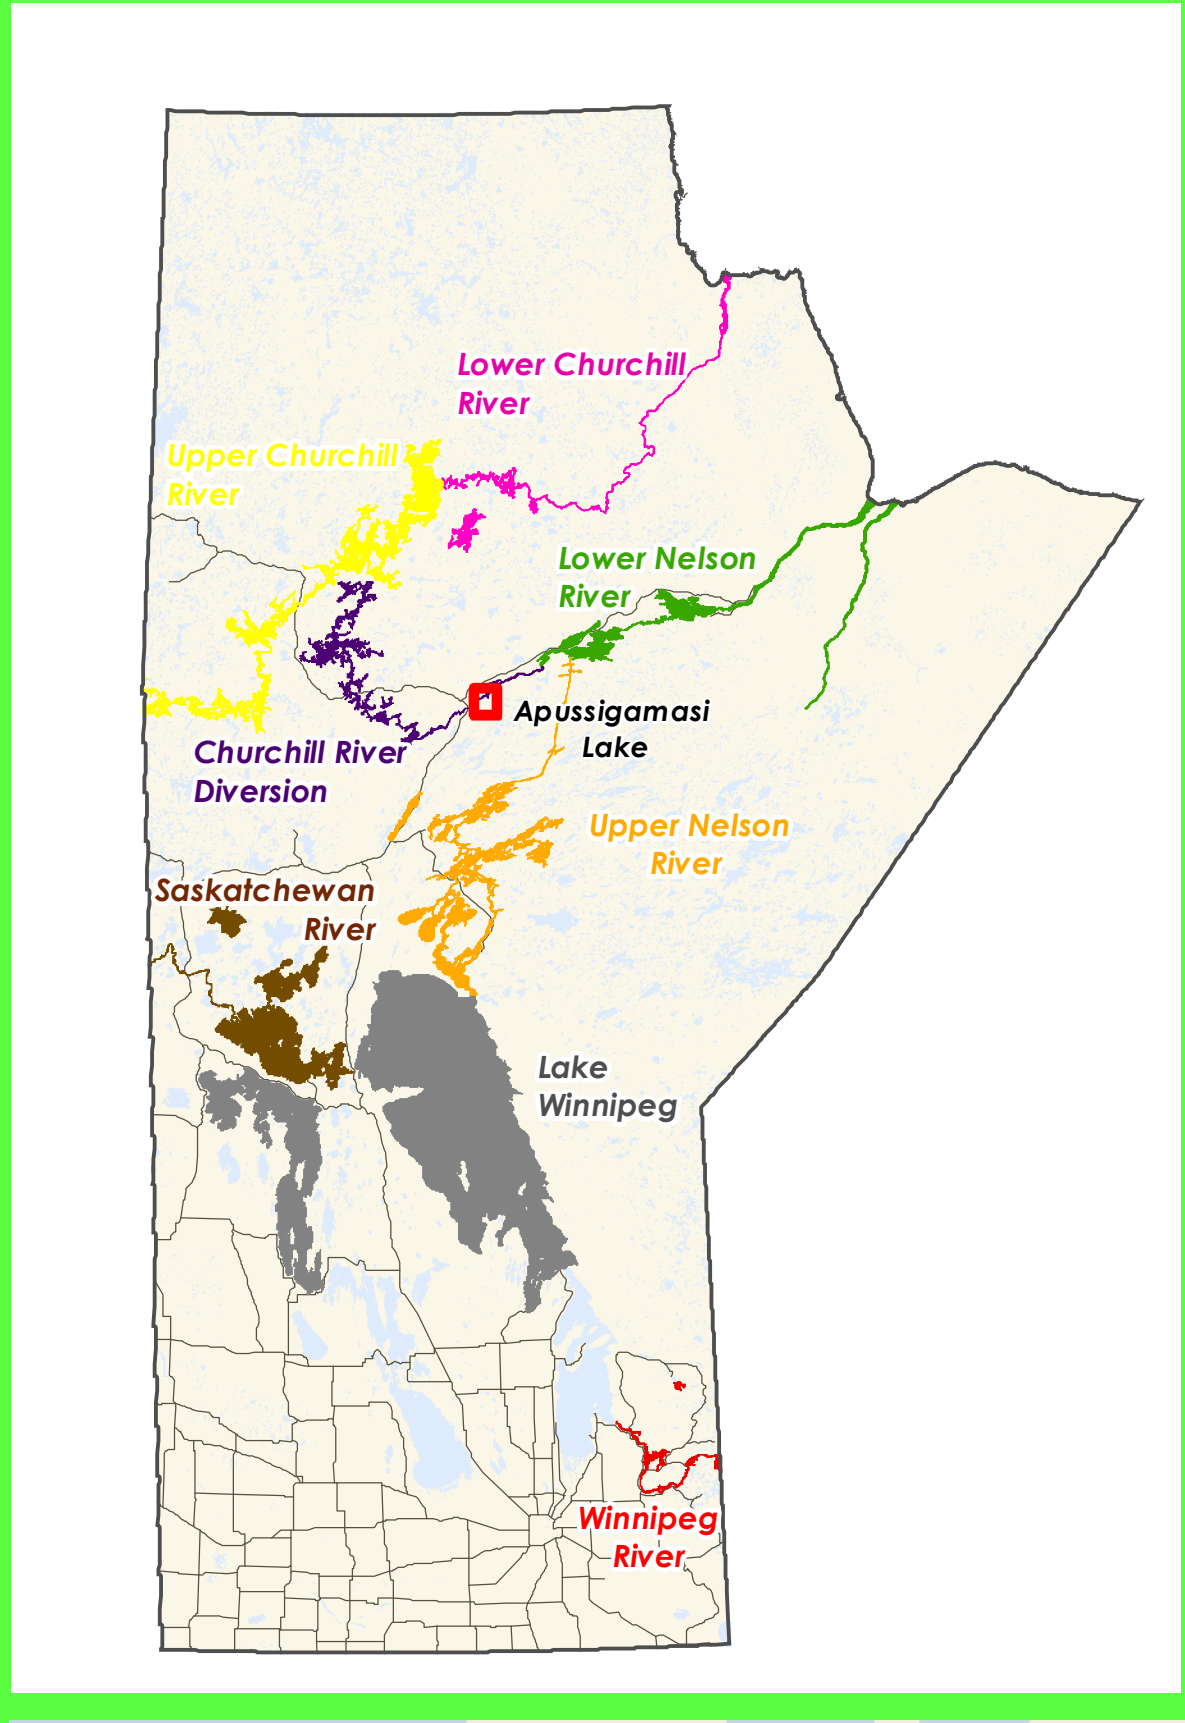 Lower Churchill
River
Upper Churchill
River
Lower Nelson
River
Apussigamasi
Lake
Churchill River
Diversion
Upper Nelson
River
Saskatchewan
River
Lake
Winnipeg
Winnipeg
River